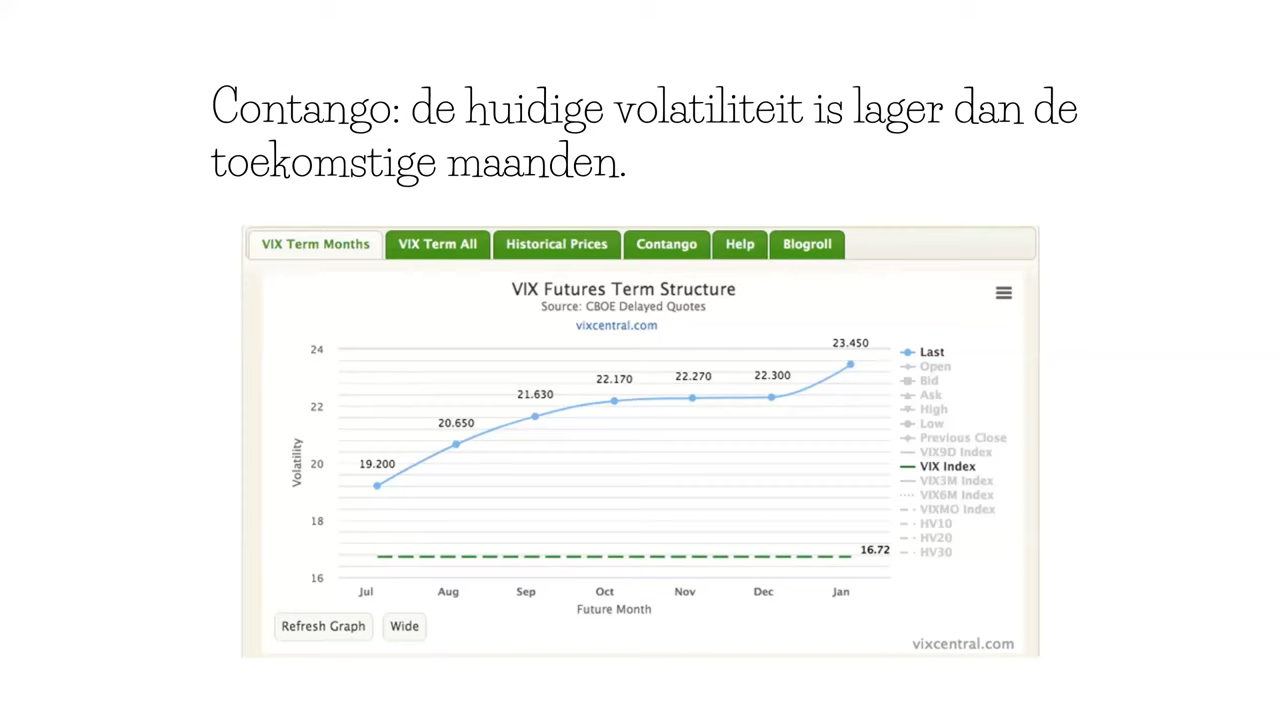 Contango: de huidige volatiliteit is lager dan de
toekomstige maanden.
VIX Term Months VIX Term All Historical Prices Contango Help Blogroll
VIX Futures Term Structure
Source: CBOE Delayed Quotes
vixcentral.com
Volatility
24
22
20
18
16
19.200
20.650
21.630
22.170
22.270
22.300
23.450
16.72
Jul Aug Sep Oct Nov Dec Jan
Future Month
Last
Open
Bid
Ask
High
Low
Previous Close
VIX9D Index
VIX Index
VIX3M Index
VIX6M Index
VIXMO Index
HV10
HV20
HV30
Refresh Graph Wide
vixcentral.com